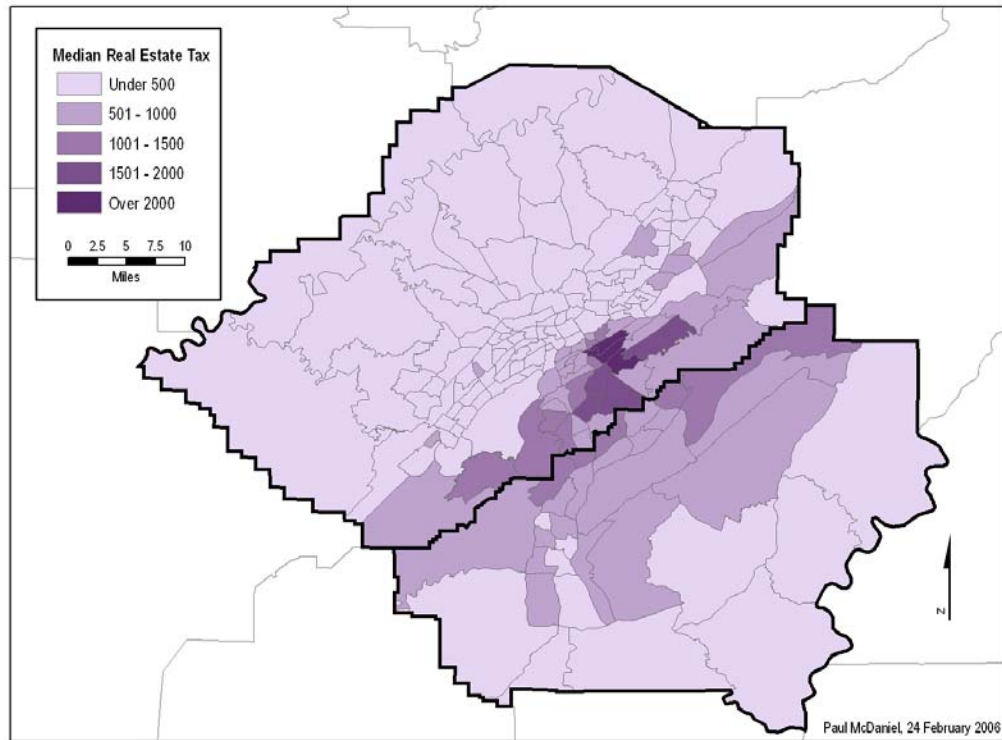 Median Real Estate Tax
Under 500
501 - 1000
1001 - 1500
1501 - 2000
Over 2000
0 2.5 5 7.5 10
Miles
N
Paul McDaniel, 24 February 2006